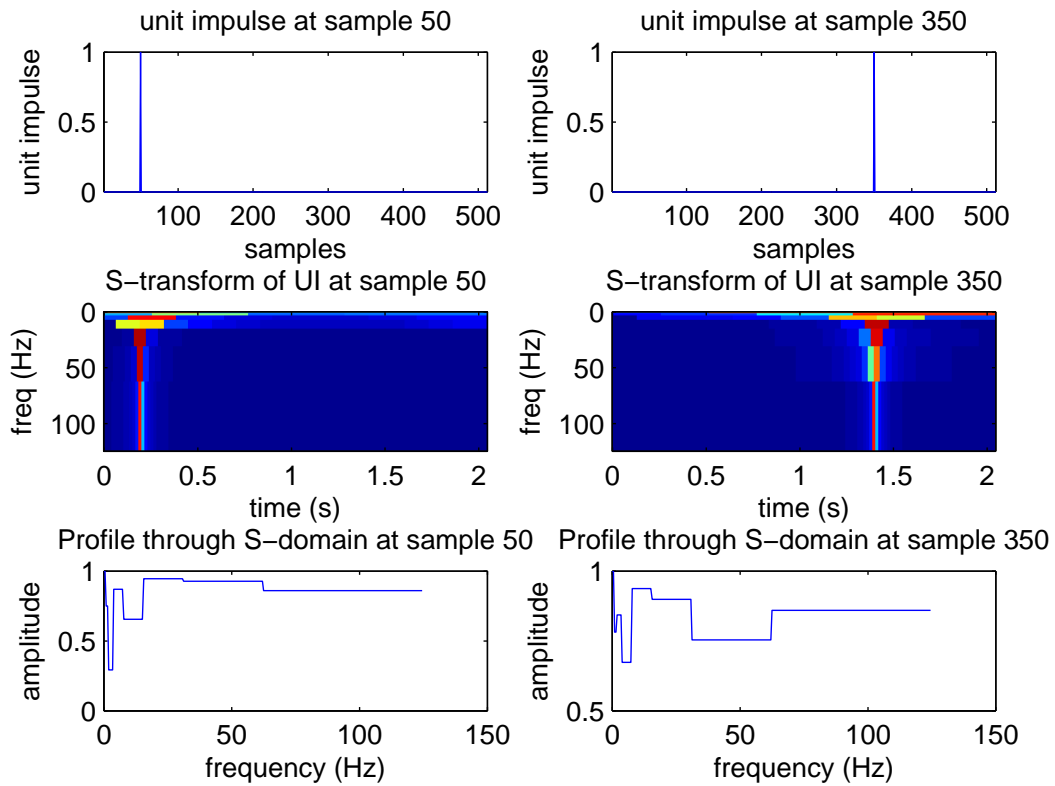 unit impulse at sample 50
unit impulse
1
0.5
0
100 200 300 400 500
samples
unit impulse at sample 350
unit impulse
1
0.5
0
100 200 300 400 500
samples
S−transform of UI at sample 50
freq (Hz)
0
50
100
0 0.5 1 1.5 2
time (s)
S−transform of UI at sample 350
freq (Hz)
0
50
100
0 1 1.5 2
time (s)
Profile through S−domain at sample 50
amplitude
1
0.5
0
0 50 100 150
frequency (Hz)
Profile through S−domain at sample 350
amplitude
1
0.5
0 50 100 150
frequency (Hz)